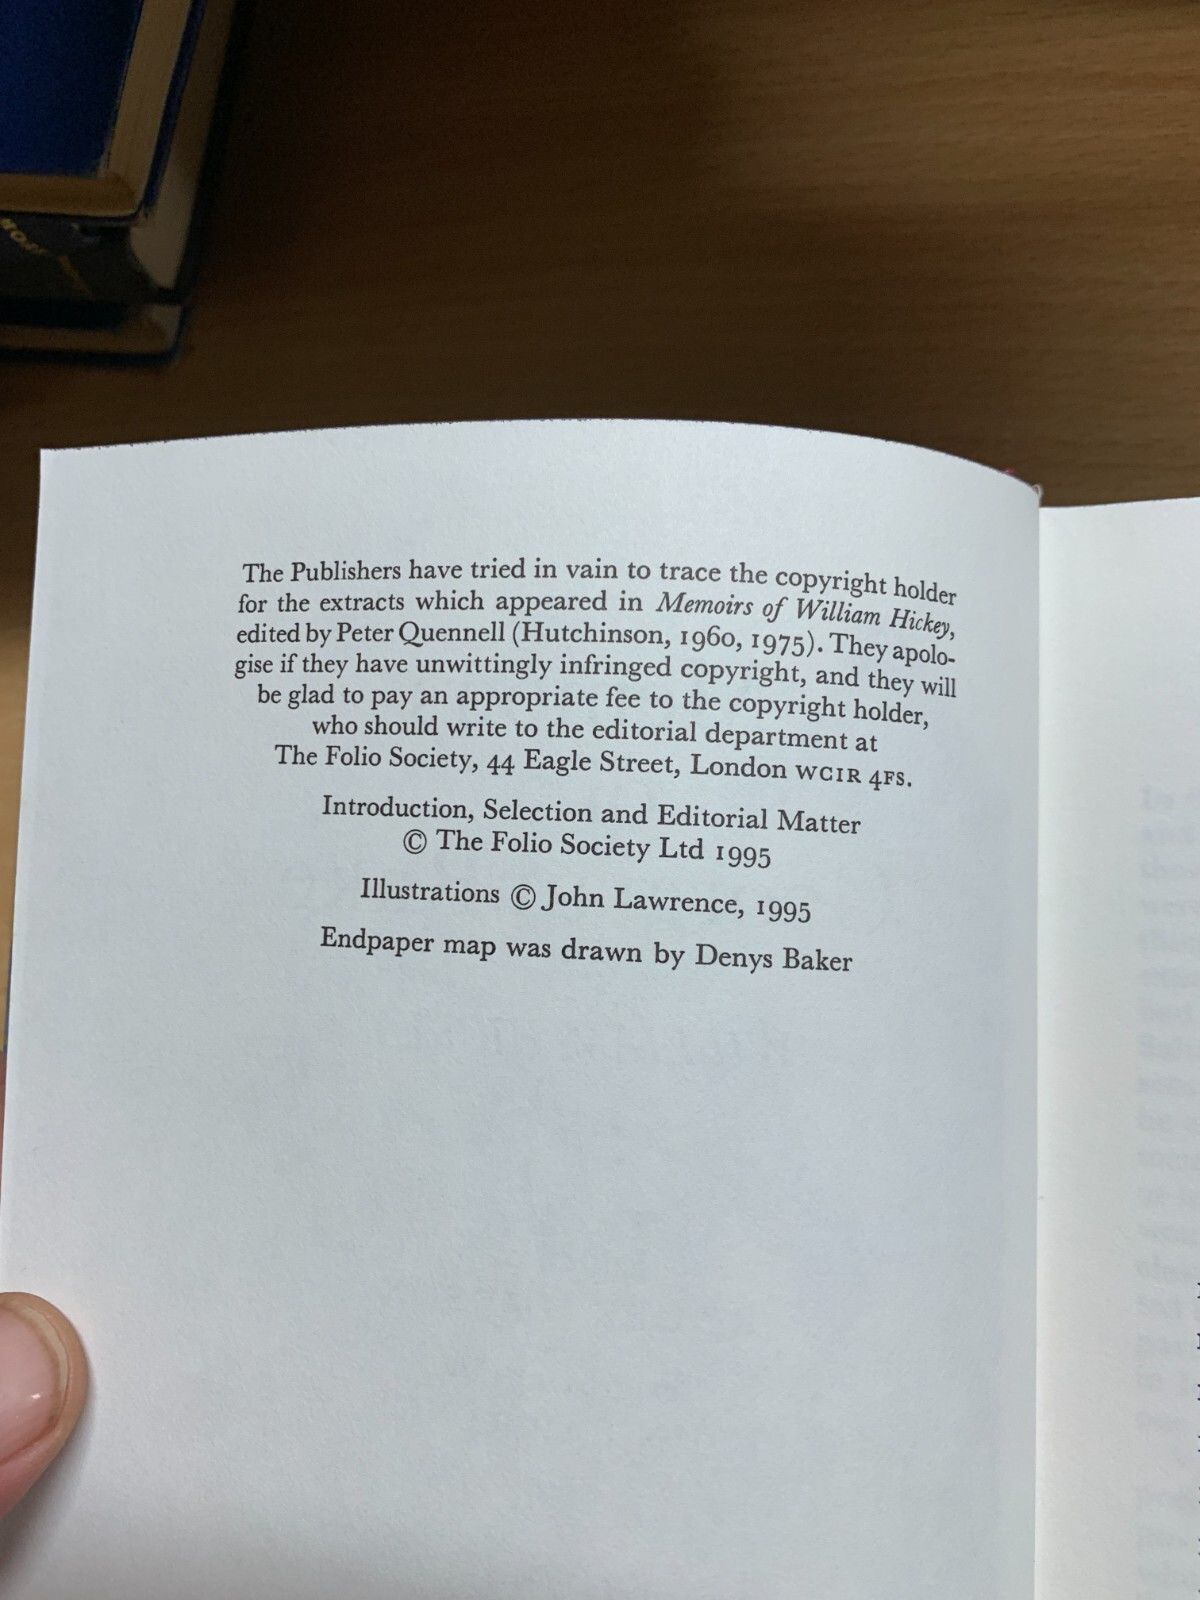 The Publishers have tried in vain to trace the copyright holder
for the extracts which appeared in Memoirs of William Hickey,
edited by Peter Quennell (Hutchinson, 1960, 1975). They apolo-
gise if they have unwittingly infringed copyright, and they will
be glad to pay an appropriate fee to the copyright holder,
who should write to the editorial department at
The Folio Society, 44 Eagle Street, London WC1R 4FS.
Introduction, Selection and Editorial Matter
© The Folio Society Ltd 1995
Illustrations © John Lawrence, 1995
Endpaper map was drawn by Denys Baker